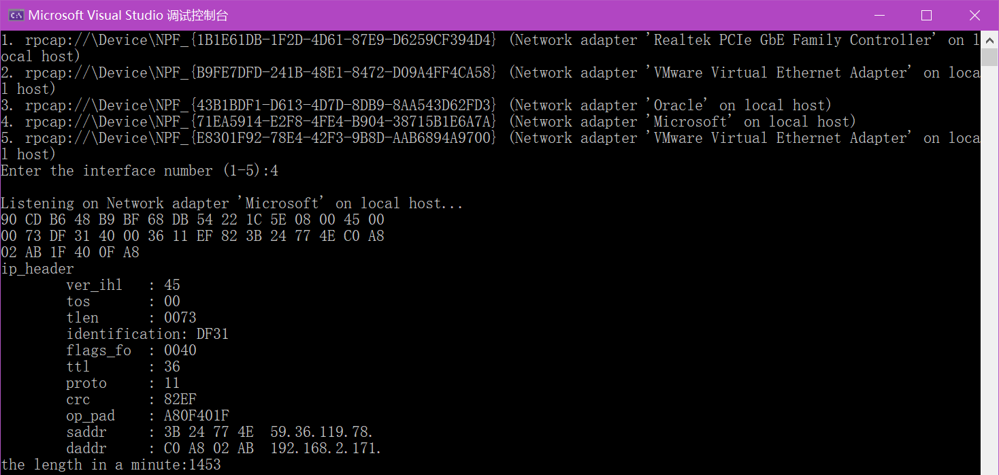 Microsoft Visual Studio 调试控制台
1. rpcap://\Device\NPF_{1B1E61DB-1F2D-4D61-87E9-D6259CF394D4} (Network adapter 'Realtek PCIe GbE Family Controller' on l
ocal host)
2. rpcap://\Device\NPF_{B9FE7DFD-241B-48E1-8472-D09A4FF4CA58} (Network adapter 'VMware Virtual Ethernet Adapter' on loca
l host)
3. rpcap://\Device\NPF_{43B1BDF1-D613-4D7D-8DB9-8AA543D62FD3} (Network adapter 'Oracle' on local host)
4. rpcap://\Device\NPF_{71EA5914-E2F8-4FE4-B904-38715B1E6A7A} (Network adapter 'Microsoft' on local host)
5. rpcap://\Device\NPF_{E8301F92-78E4-42F3-9B8D-AAB6894A9700} (Network adapter 'VMware Virtual Ethernet Adapter' on loca
l host)
Enter the interface number (1-5):4
Listening on Network adapter 'Microsoft' on local host...
90 CD B6 48 B9 BF 68 DB 54 22 1C 5E 08 00 45 00
00 73 DF 31 40 00 36 11 EF 82 3B 24 77 4E C0 A8
02 AB 1F 40 0F A8
ip_header
ver_ihl : 45
tos : 00
tlen : 0073
identification: DF31
flags_fo : 0040
ttl : 36
proto : 11
crc : 82EF
op_pad : A80F401F
saddr : 3B 24 77 4E 59.36.119.78.
daddr : C0 A8 02 AB 192.168.2.171.
the length in a minute:1453